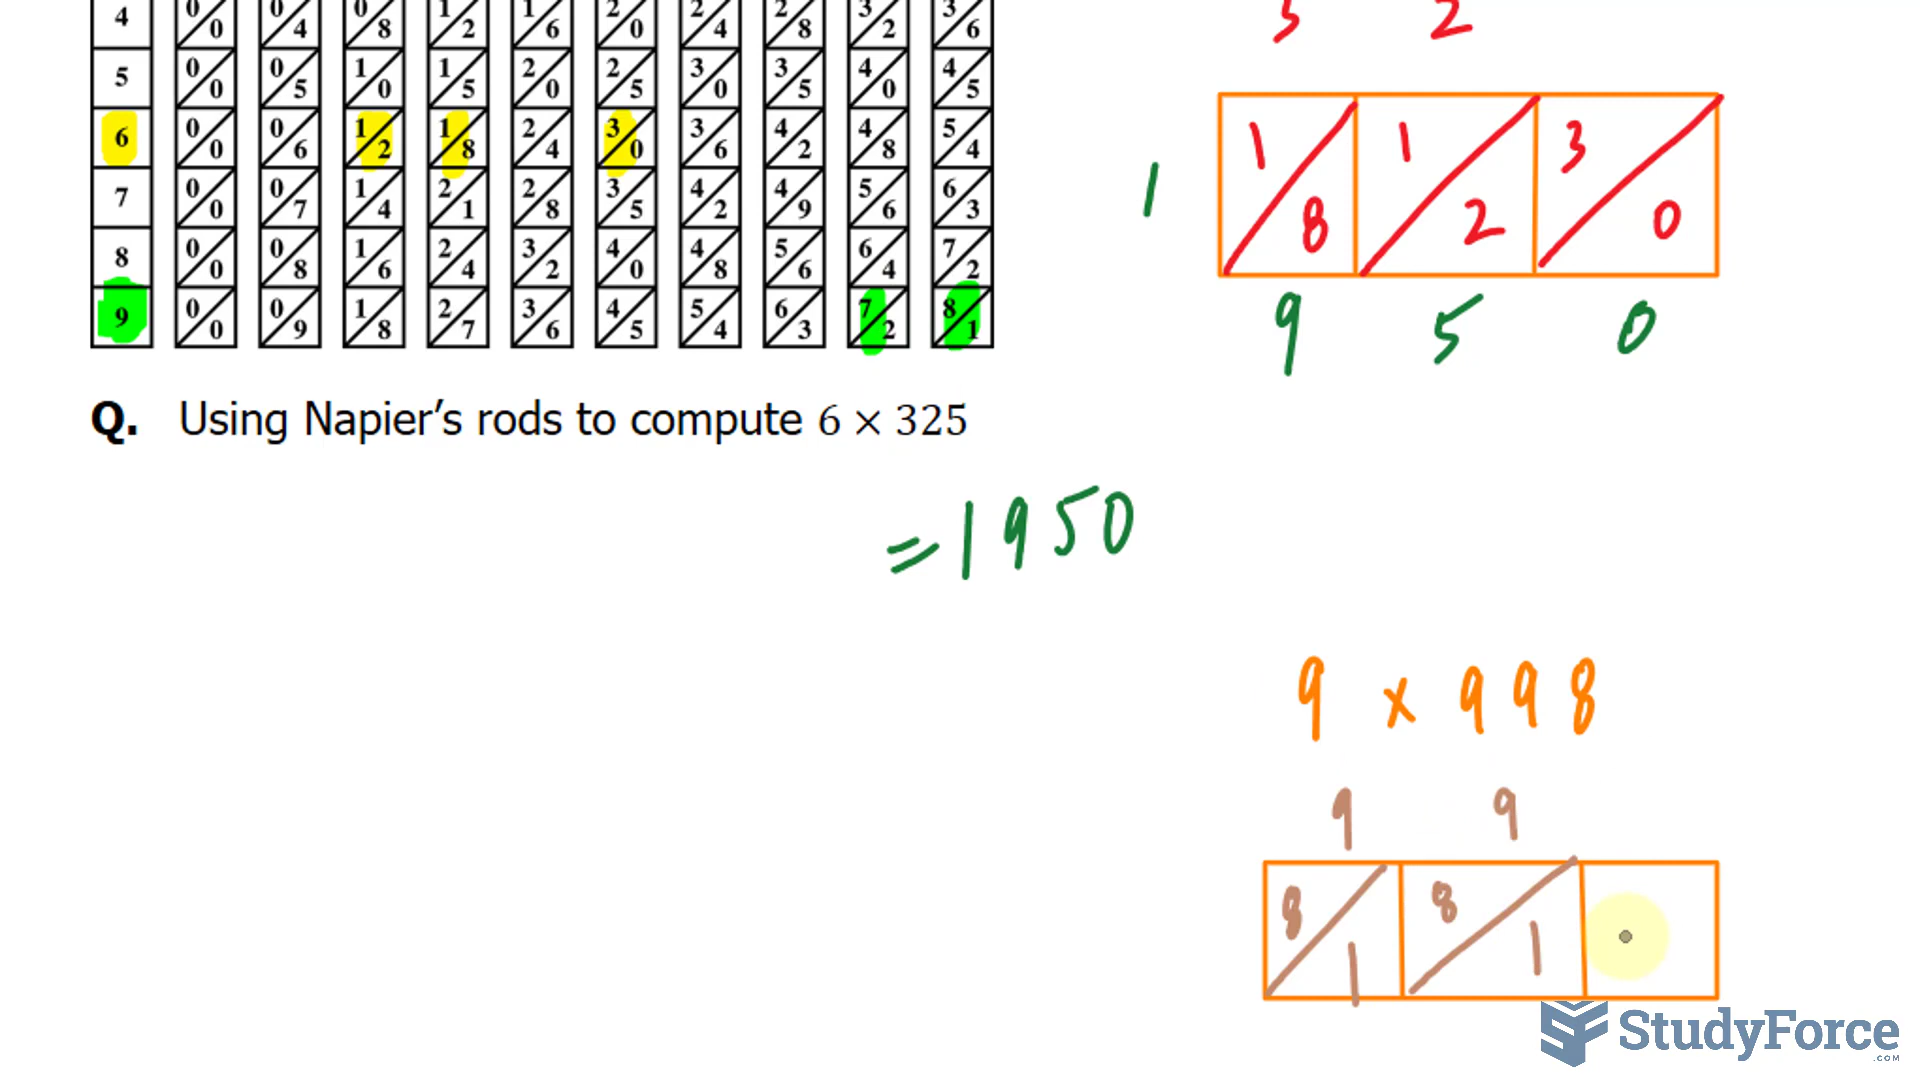 4 0/0 0/4 0/8 1/2 1/6 2/0 2/4 2/8 3/2 3/6
5 0/0 0/5 1/0 1/5 2/0 2/5 3/0 3/5 4/0 4/5
6 0/0 0/6 1/2 1/8 2/4 3/0 3/6 4/2 4/8 5/4
7 0/0 0/7 1/4 2/1 2/8 3/5 4/2 4/9 5/6 6/3
8 0/0 0/8 1/6 2/4 3/2 4/0 4/8 5/6 6/4 7/2
9 0/0 0/9 1/8 2/7 3/6 4/5 5/4 6/3 7/2 8/1
2
1 1/8 1/2 3/0
9 5 0
Q. Using Napier’s rods to compute 6 × 325
= 1950
9 x 998
9 9
8/1 8/1
StudyForce
.COM